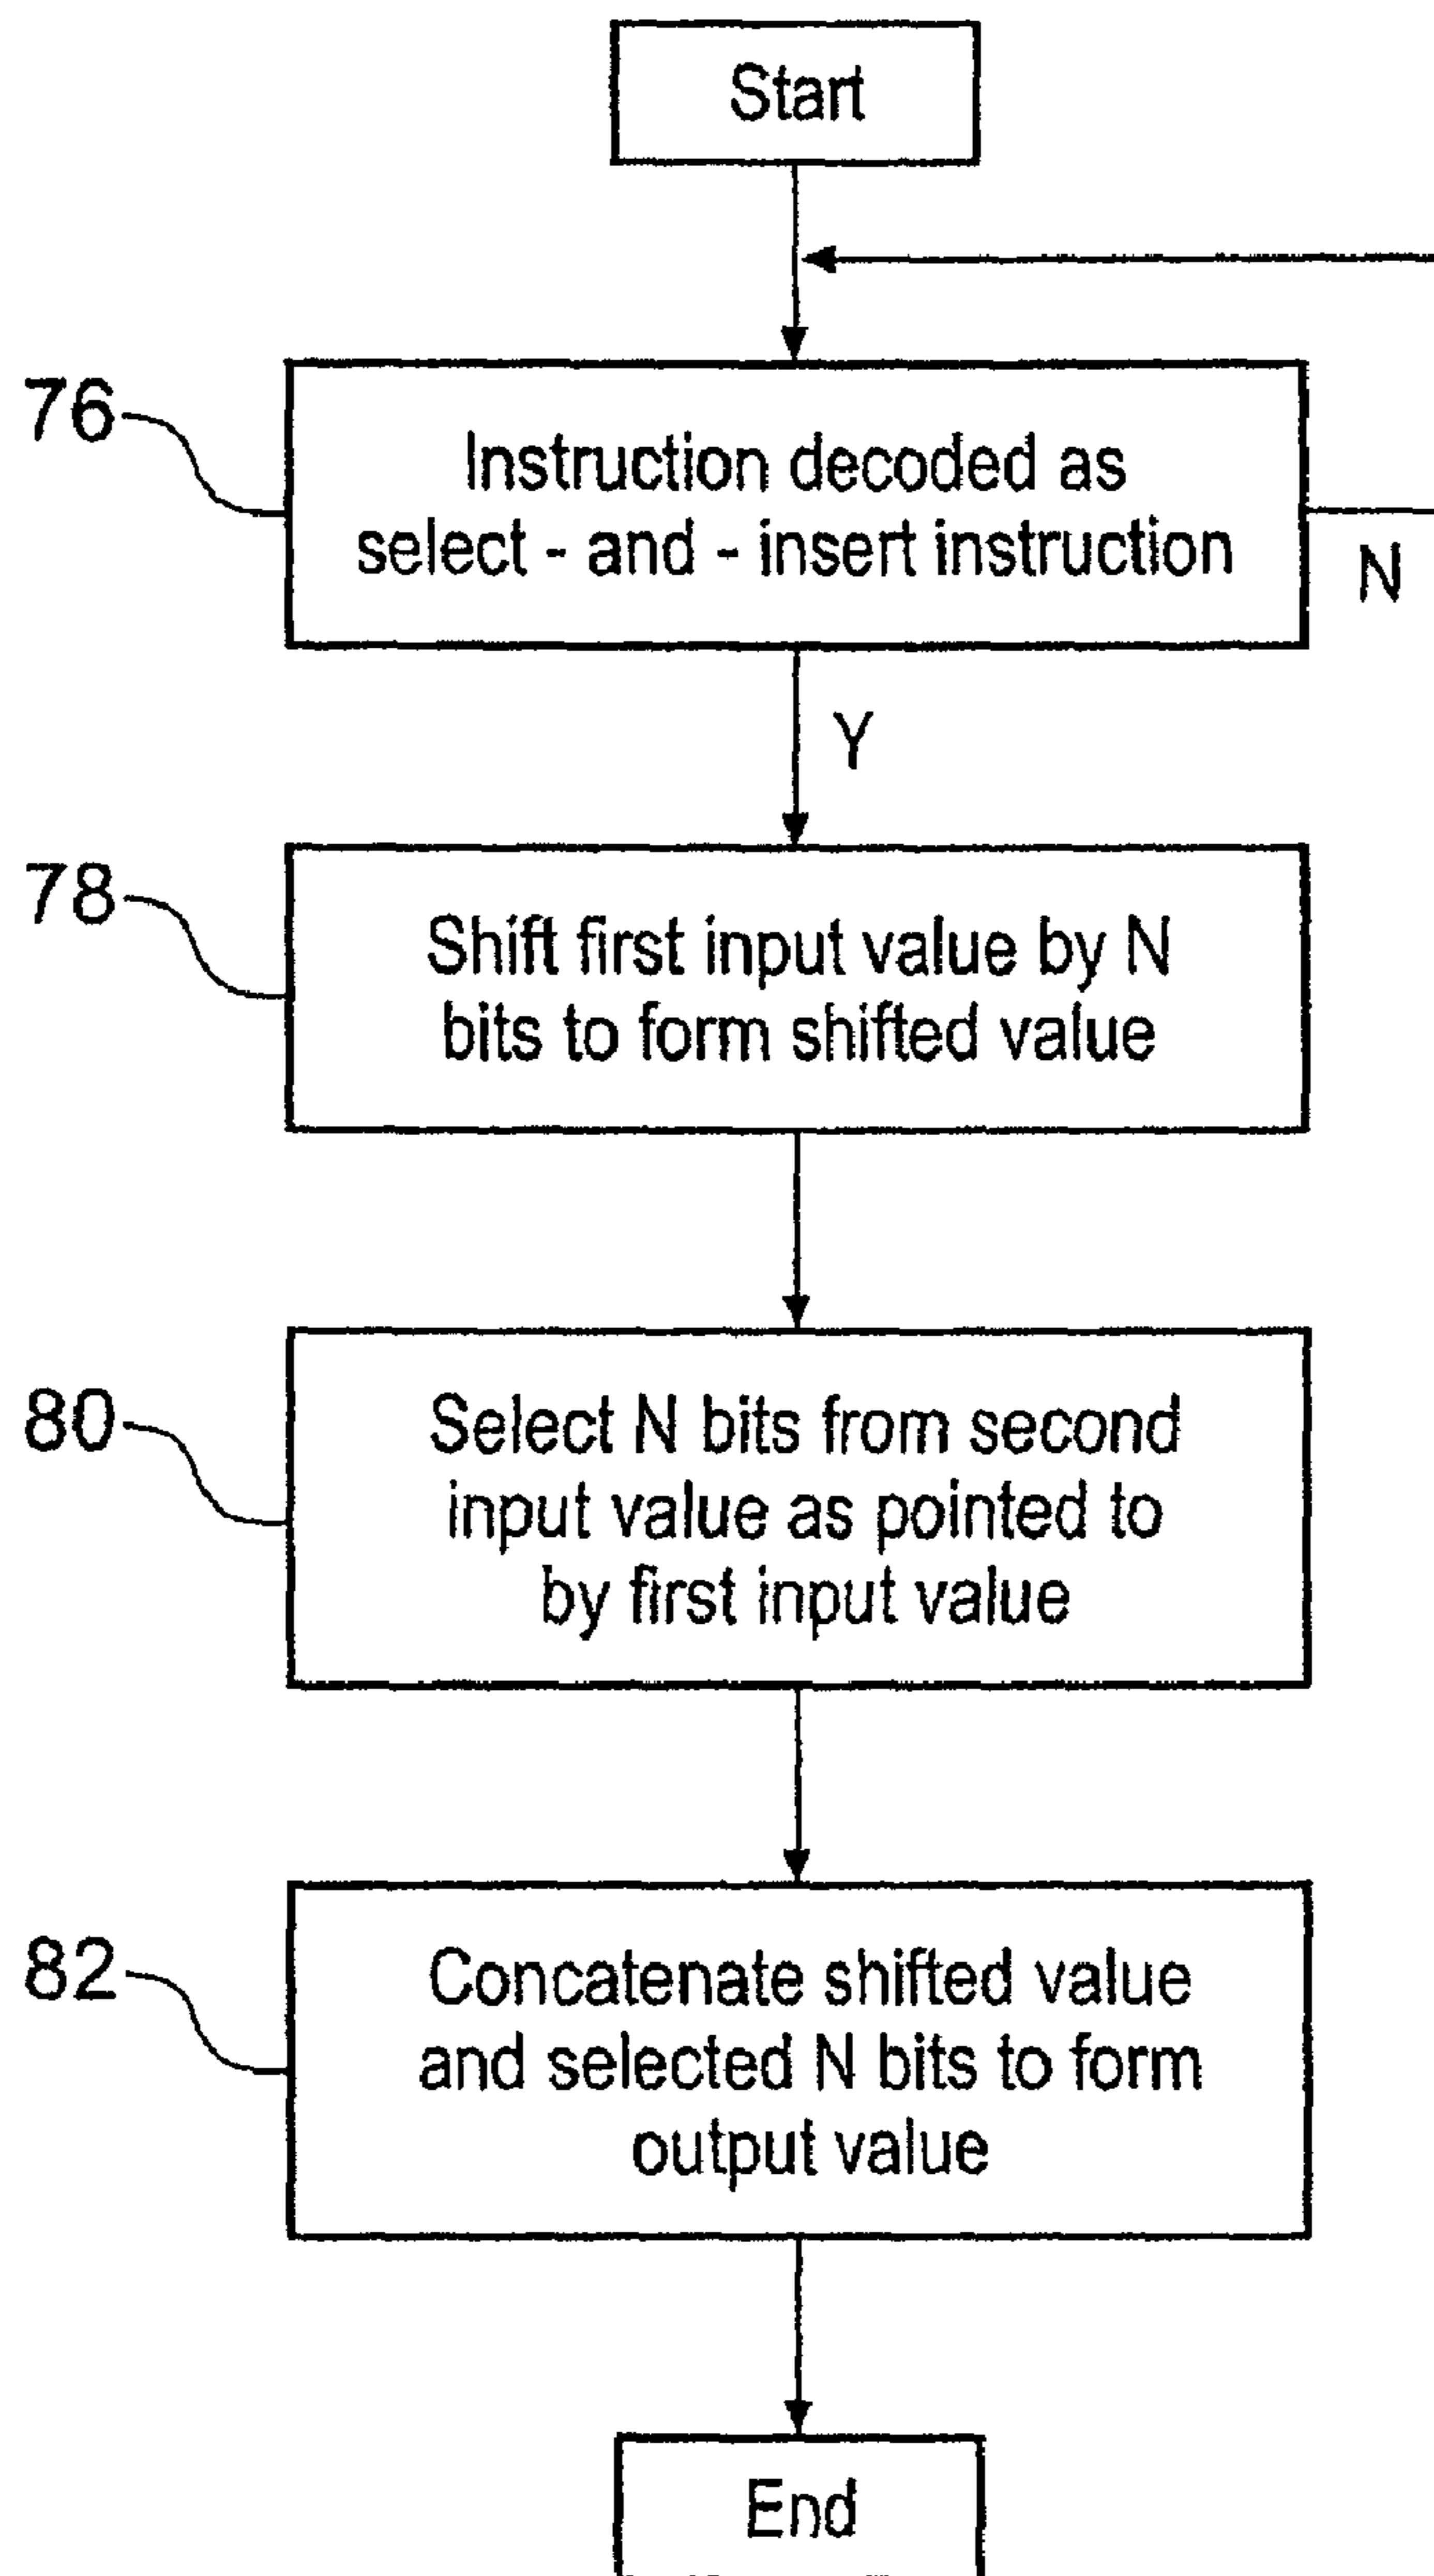 Start
76
Instruction decoded as
select - and - insert instruction
N
Y
78
Shift first input value by N
bits to form shifted value
80
Select N bits from second
input value as pointed to
by first input value
82
Concatenate shifted value
and selected N bits to form
output value
End